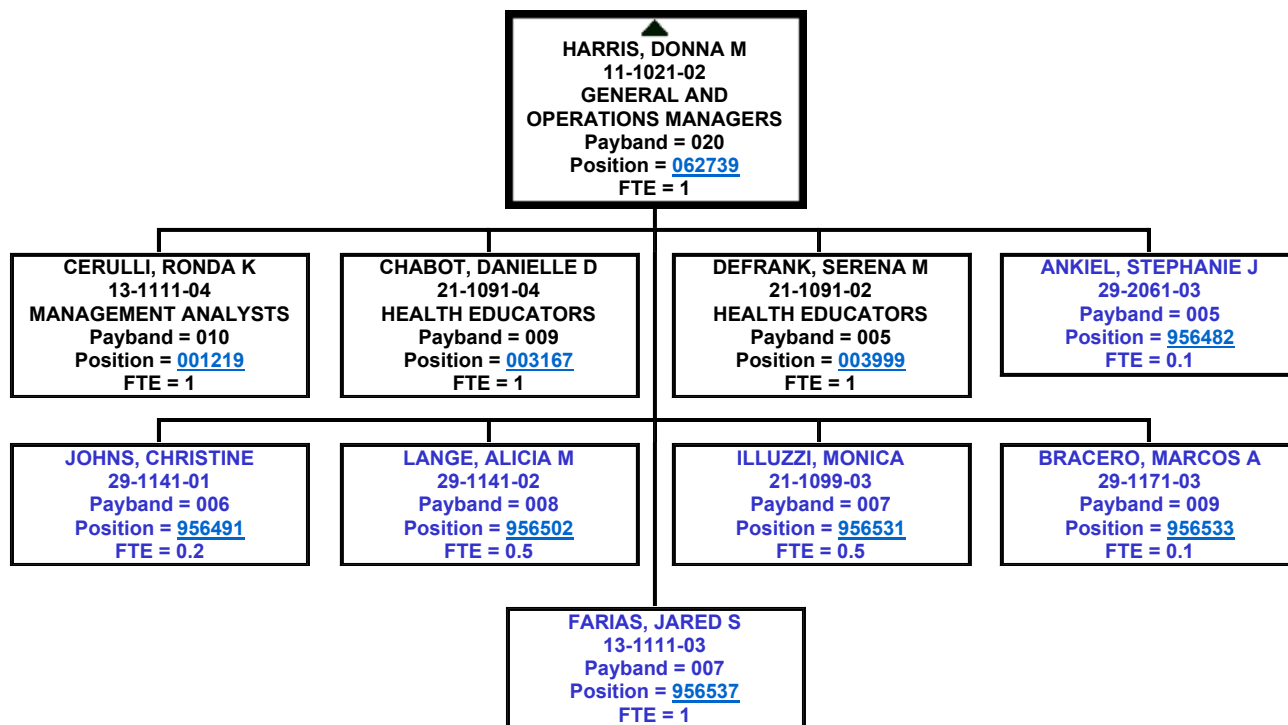 HARRIS, DONNA M
11-1021-02
GENERAL AND
OPERATIONS MANAGERS
Payband = 020
Position = 062739
FTE = 1
CERULLI, RONDA K
13-1111-04
MANAGEMENT ANALYSTS
Payband = 010
Position = 001219
FTE = 1
CHABOT, DANIELLE D
21-1091-04
HEALTH EDUCATORS
Payband = 009
Position = 003167
FTE = 1
DEFRANK, SERENA M
21-1091-02
HEALTH EDUCATORS
Payband = 005
Position = 003999
FTE = 1
ANKIEL, STEPHANIE J
29-2061-03
Payband = 005
Position = 956482
FTE = 0.1
JOHNS, CHRISTINE
29-1141-01
Payband = 006
Position = 956491
FTE = 0.2
LANGE, ALICIA M
29-1141-02
Payband = 008
Position = 956502
FTE = 0.5
ILLUZZI, MONICA
21-1099-03
Payband = 007
Position = 956531
FTE = 0.5
BRACERO, MARCOS A
29-1171-03
Payband = 009
Position = 956533
FTE = 0.1
FARIAS, JARED S
13-1111-03
Payband = 007
Position = 956537
FTE = 1